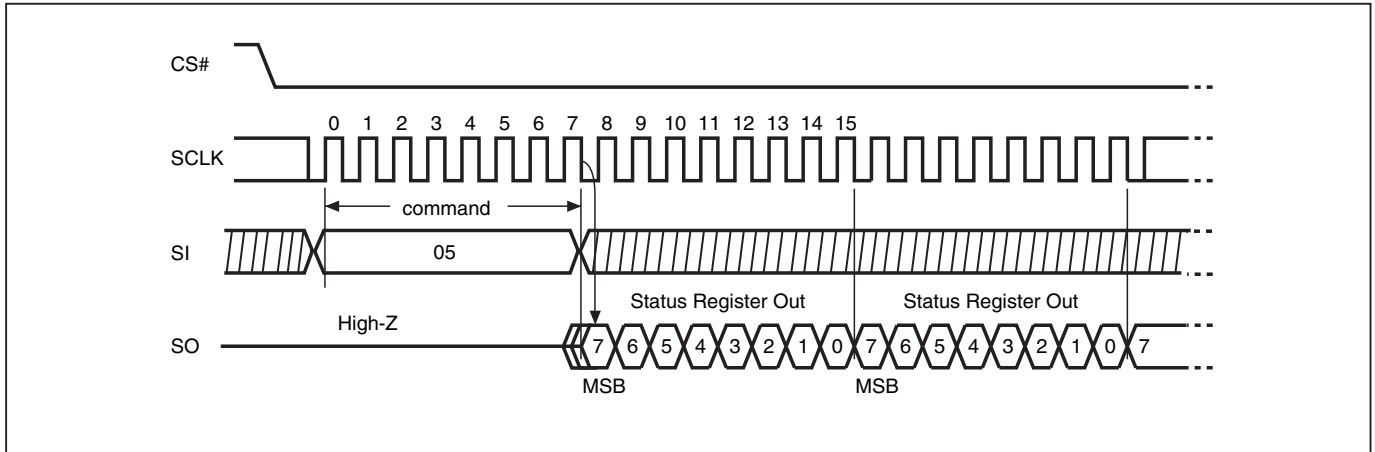 CS#
0 1 2 3 4 5 6 7 8 9 10 11 12 13 14 15
SCLK
command
SI
05
Status Register Out Status Register Out
High-Z
SO
7 6 5 4 3 2 1 0 7 6 5 4 3 2 1 0 7
MSB MSB